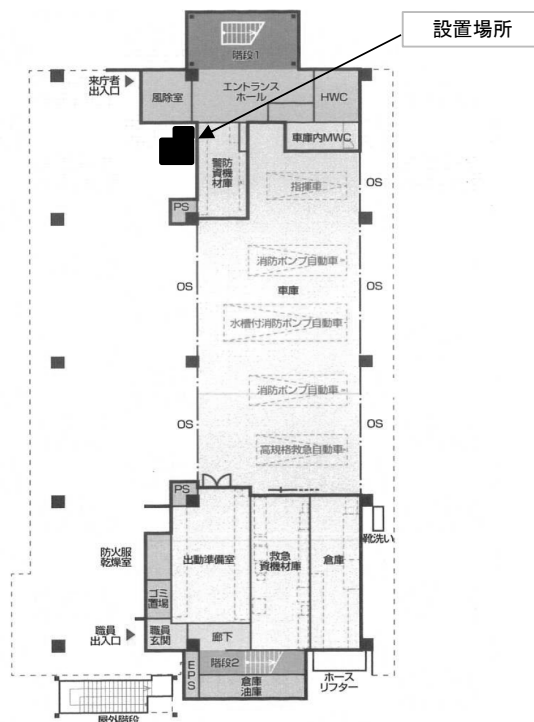 設置場所
階段1
来庁者
出入口
風除室
エントランス
ホール
HWC
車庫内MWC
警防
資機
材庫
指揮車
OS
PS
消防ポンプ自動車
OS
車庫
OS
水槽付消防ポンプ自動車
消防ポンプ自動車
OS
OS
高規格救急自動車
PS
防火服
乾燥室
出動準備室
救急
資機材庫
倉庫
靴洗い
ゴミ
置場
職員
出入口
職員
玄関
廊下
EPS
階段2
倉庫
油庫
ホース
リフター
屋外階段